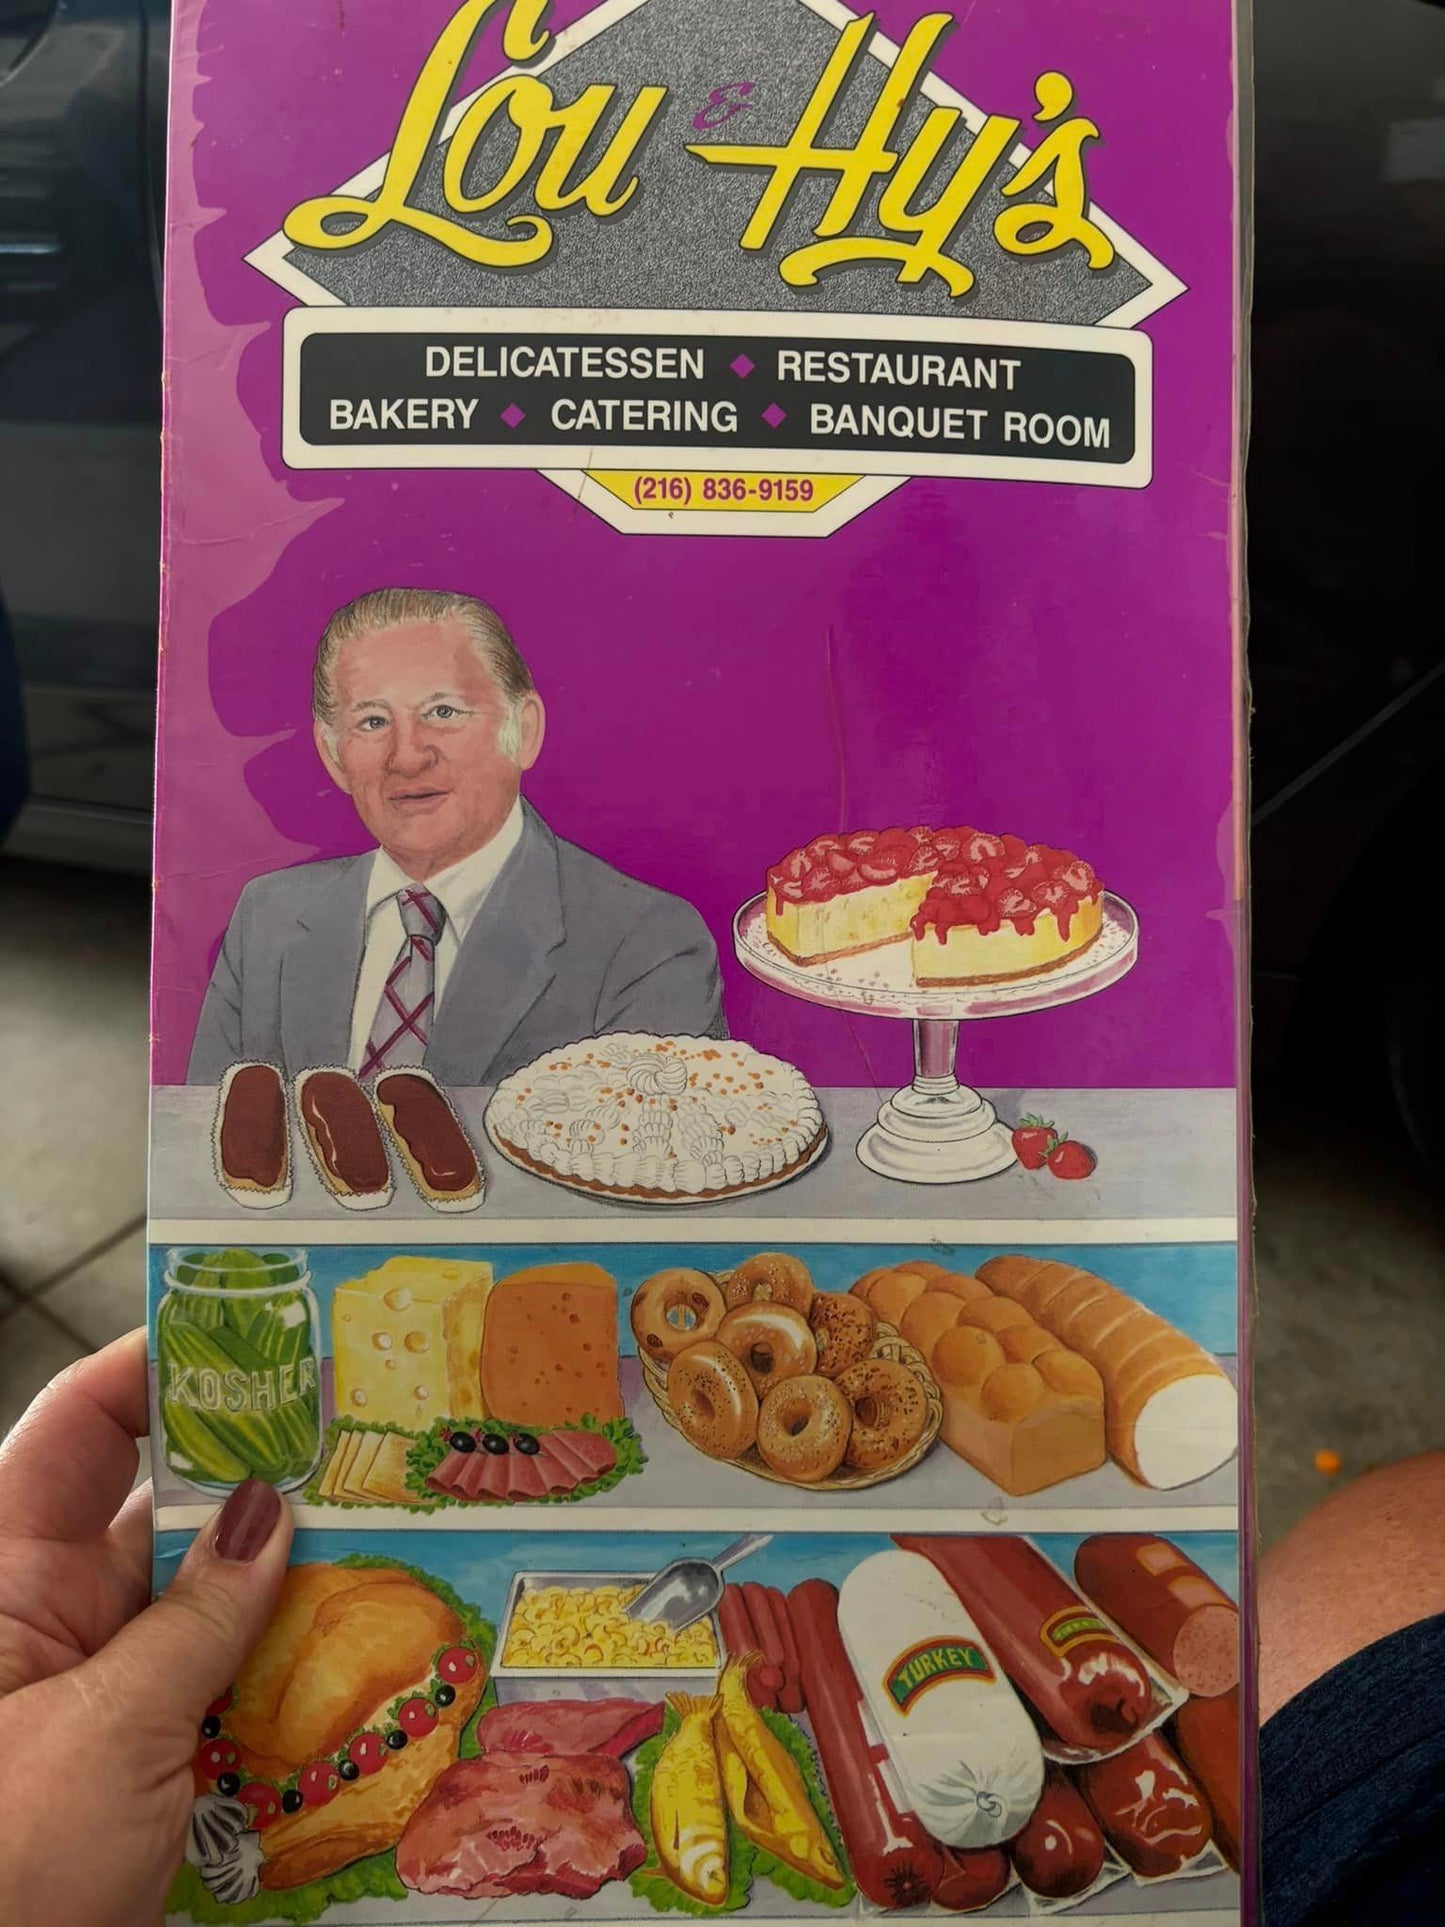 Lou & Hy's
DELICATESSEN ◆ RESTAURANT
BAKERY ◆ CATERING ◆ BANQUET ROOM
(216) 836-9159
KOSHER
TURKEY